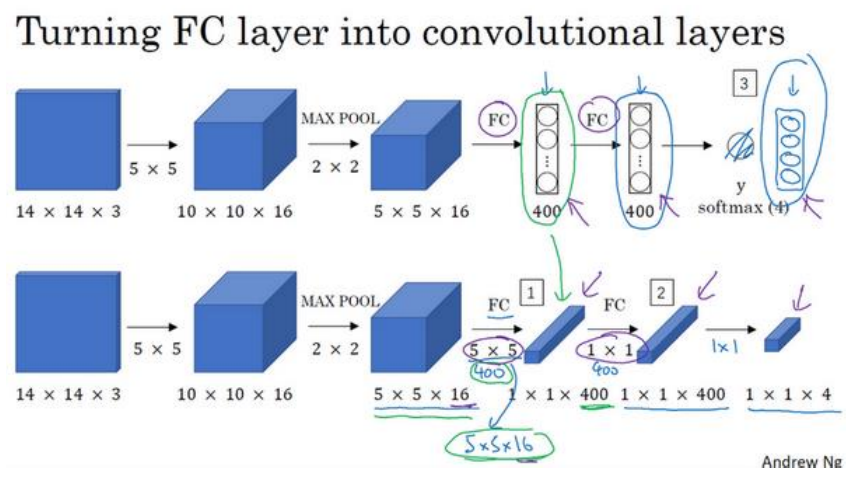 Turning FC layer into convolutional layers
MAX POOL
FC
FC
3
5 × 5
2 × 2
y
14 × 14 × 3
10 × 10 × 16
5 × 5 × 16
400
400
softmax (4)
MAX POOL
FC
1
FC
2
5 × 5
2 × 2
5 × 5
1 × 1
1×1
400
400
14 × 14 × 3
10 × 10 × 16
5 × 5 × 16
1 × 1 × 400
1 × 1 × 400
1 × 1 × 4
5×5×16
Andrew Ng